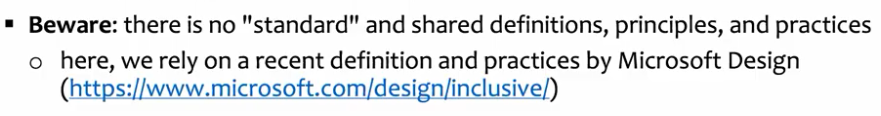 ▪ Beware: there is no "standard" and shared definitions, principles, and practices
○ here, we rely on a recent definition and practices by Microsoft Design
(https://www.microsoft.com/design/inclusive/)